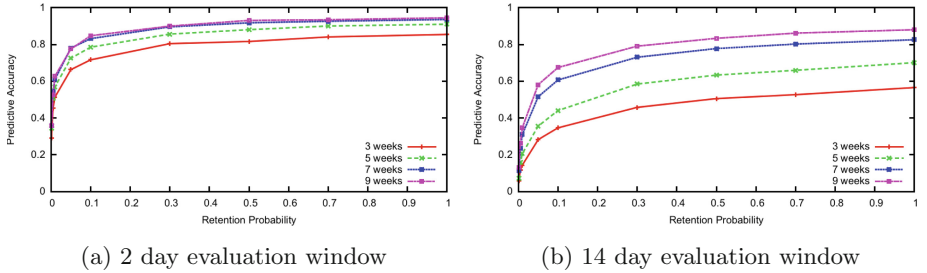 Predictive Accuracy
1
0.8
0.6
0.4
0.2
0
0 0.1 0.2 0.3 0.4 0.5 0.6 0.7 0.8 0.9 1
Retention Probability
3 weeks
5 weeks
7 weeks
9 weeks
(a) 2 day evaluation window
Predictive Accuracy
1
0.8
0.6
0.4
0.2
0
0 0.1 0.2 0.3 0.4 0.5 0.6 0.7 0.8 0.9 1
Retention Probability
3 weeks
5 weeks
7 weeks
9 weeks
(b) 14 day evaluation window